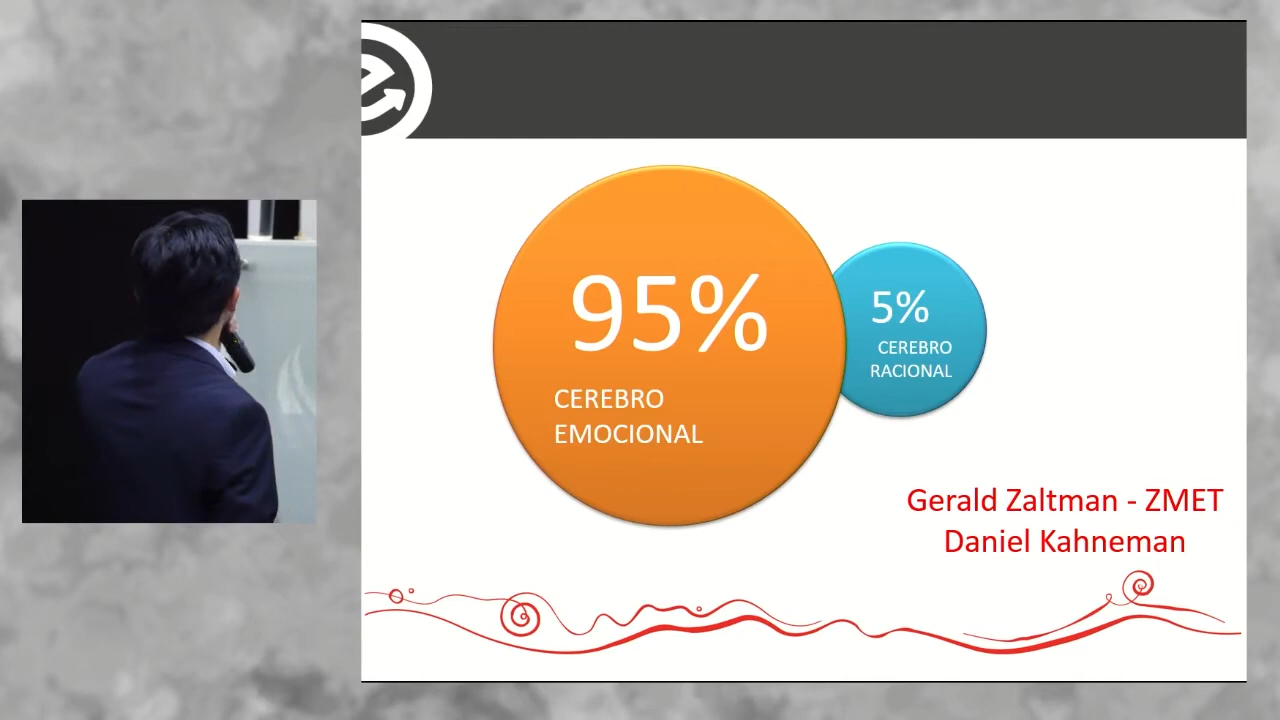 95%
CEREBRO
EMOCIONAL
5%
CEREBRO
RACIONAL
Gerald Zaltman - ZMET
Daniel Kahneman